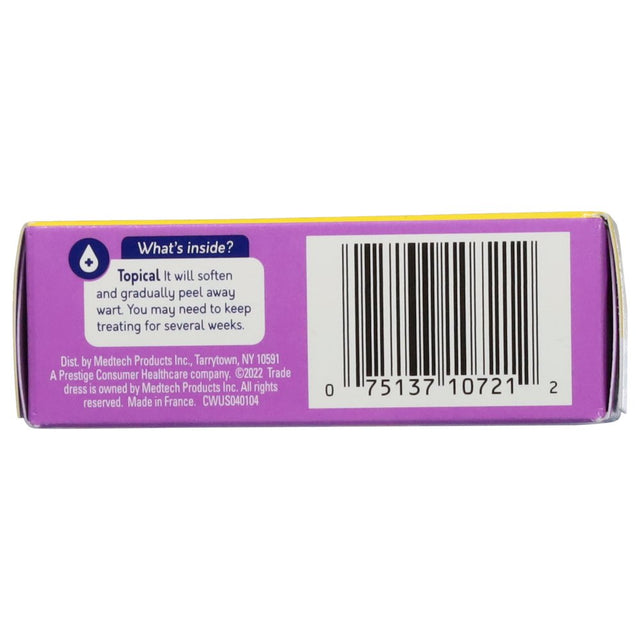 What's inside?
Topical It will soften
and gradually peel away
wart. You may need to keep
treating for several weeks.
Dist. by Medtech Products Inc., Tarrytown, NY 10591
A Prestige Consumer Healthcare company. ©2022 Trade
dress is owned by Medtech Products Inc. All rights
reserved. Made in France. CWUS040104
0 75137 10721 2